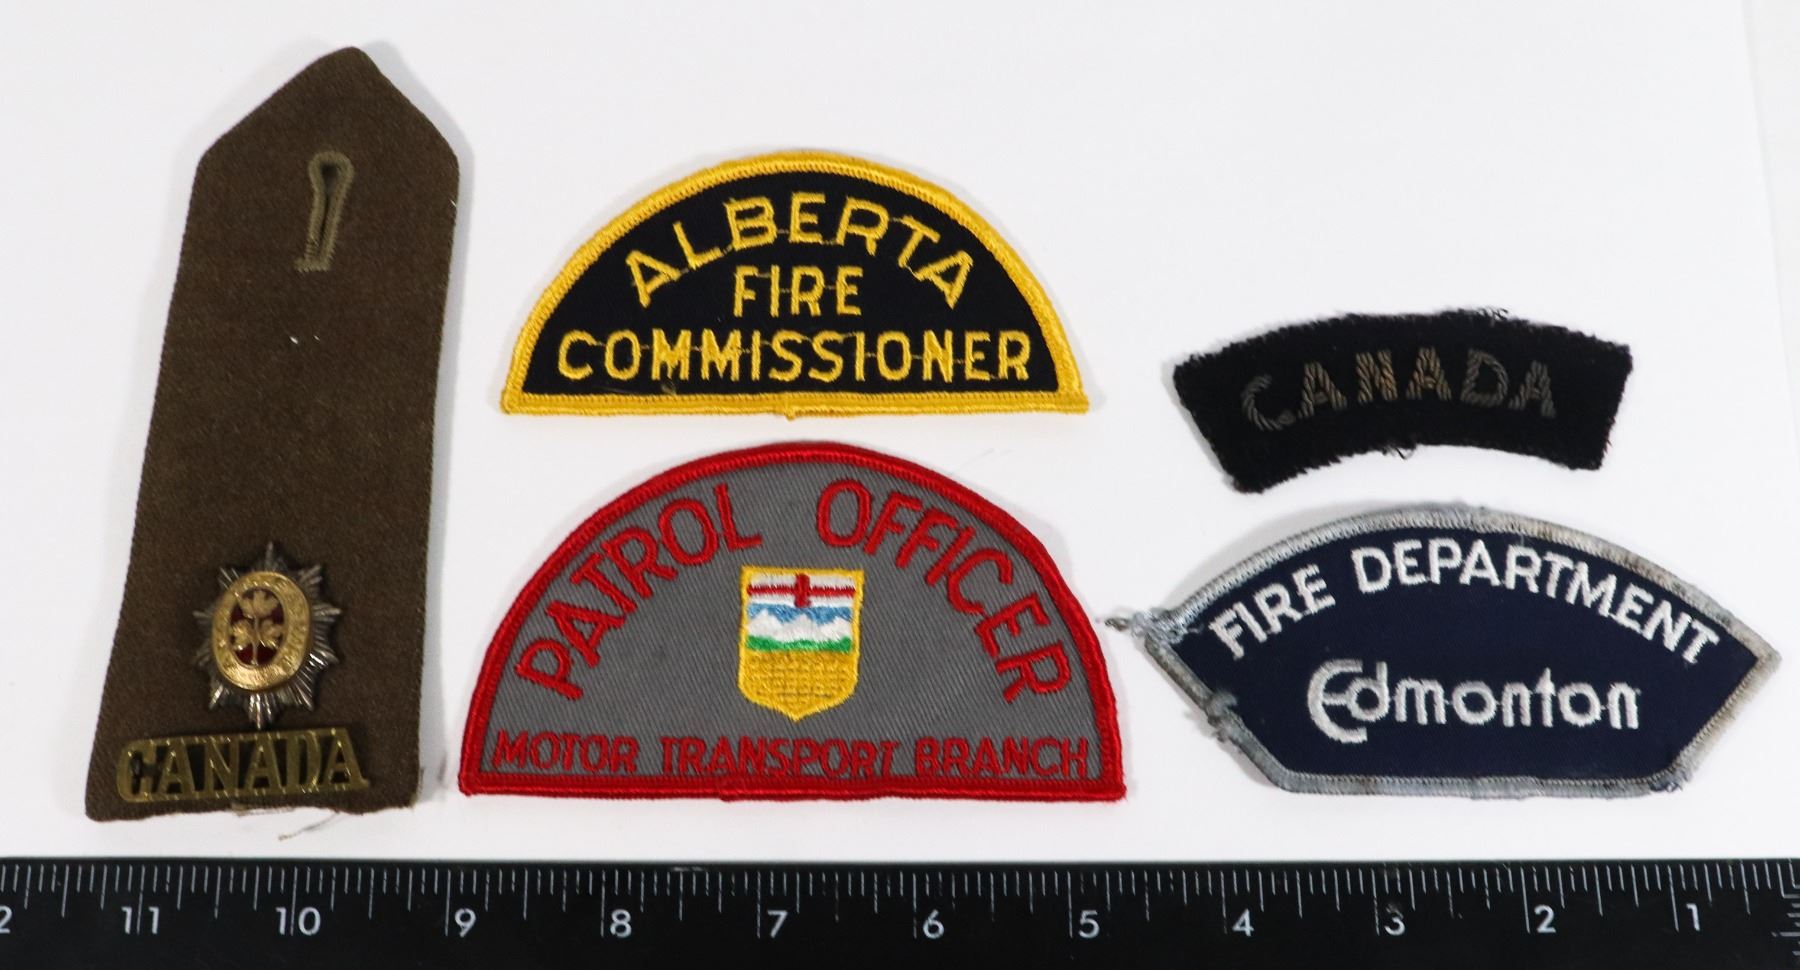 CANADA
ALBERTA
FIRE
COMMISSIONER
PATROL OFFICER
MOTOR TRANSPORT BRANCH
CANADA
FIRE DEPARTMENT
Edmonton
2 11 10 9 8 7 6 5 4 3 2 1